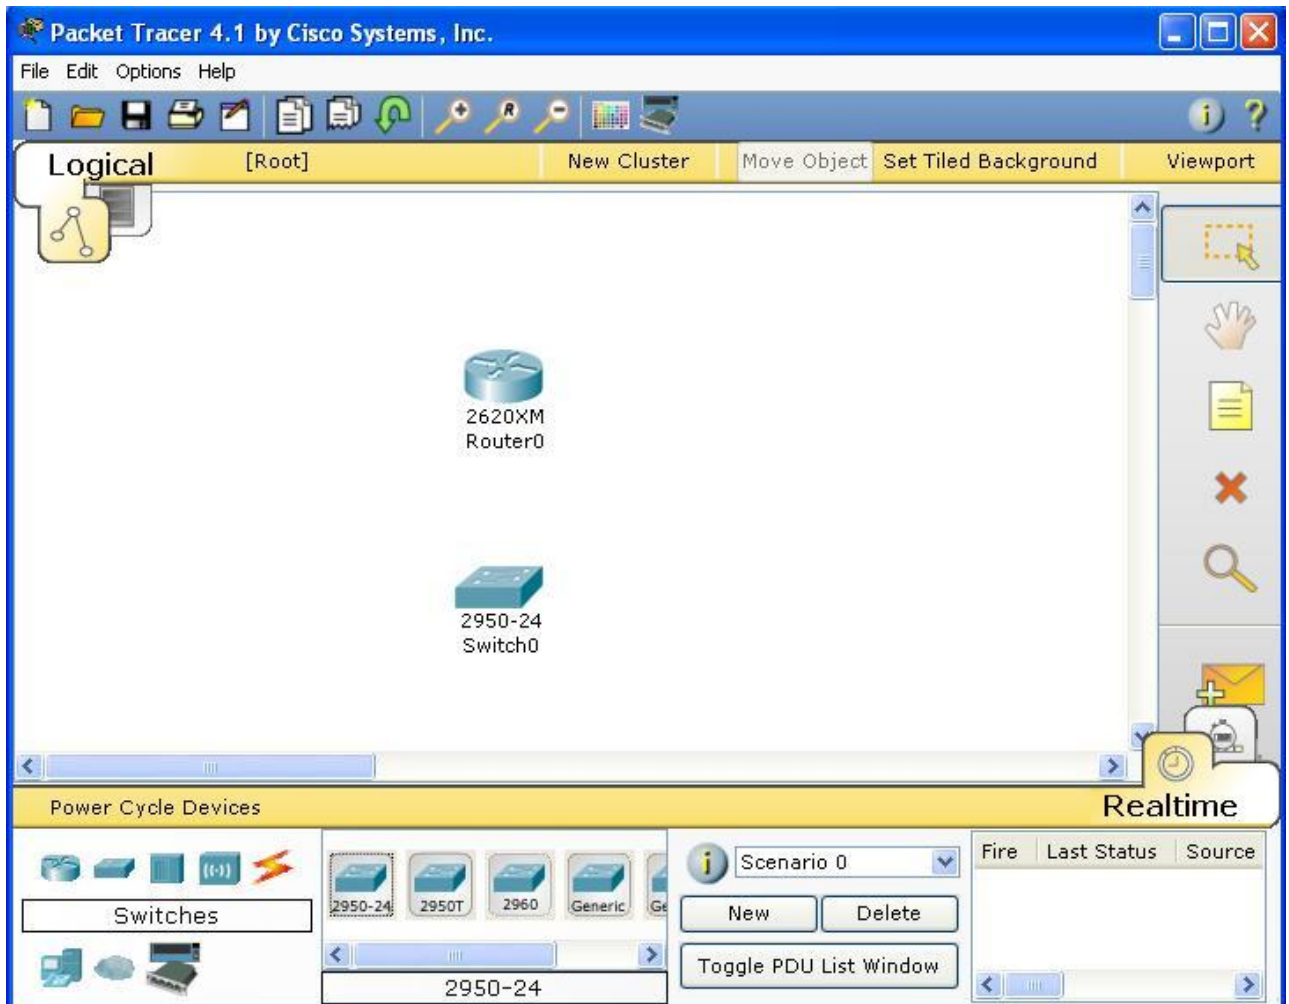 Packet Tracer 4.1 by Cisco Systems, Inc.
File Edit Options Help
R
i ?
Logical [Root] New Cluster Move Object Set Tiled Background Viewport
2620XM
Router0
2950-24
Switch0
Power Cycle Devices Realtime
Switches
2950-24 2950T 2960 Generic Ge
2950-24
i Scenario 0
New Delete
Toggle PDU List Window
Fire Last Status Source